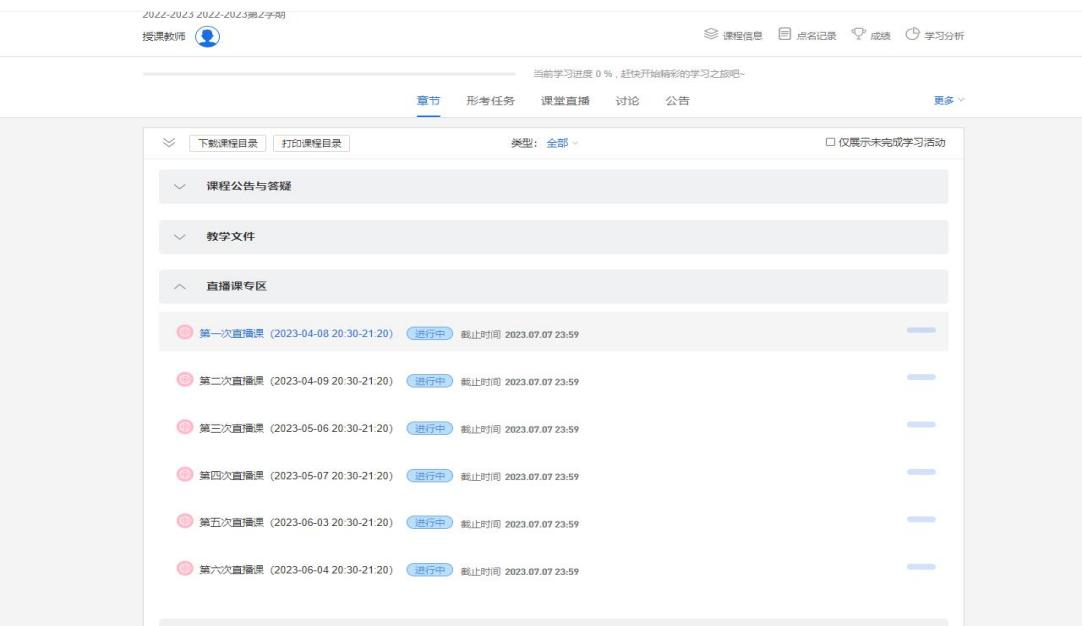 2022-2023 2022-2023第2学期
授课教师
课程信息 点名记录 成绩 学习分析
当前学习进度 0 % , 赶快开始精彩的学习之旅吧~
章节 形考任务 课堂直播 讨论 公告 更多
下载课程目录 打印课程目录 类型： 全部 仅展示未完成学习活动
课程公告与答疑
教学文件
直播课专区
第一次直播课（2023-04-08 20:30-21:20） 进行中 截止时间 2023.07.07 23:59
第二次直播课（2023-04-09 20:30-21:20） 进行中 截止时间 2023.07.07 23:59
第三次直播课（2023-05-06 20:30-21:20） 进行中 截止时间 2023.07.07 23:59
第四次直播课（2023-05-07 20:30-21:20） 进行中 截止时间 2023.07.07 23:59
第五次直播课（2023-06-03 20:30-21:20） 进行中 截止时间 2023.07.07 23:59
第六次直播课（2023-06-04 20:30-21:20） 进行中 截止时间 2023.07.07 23:59